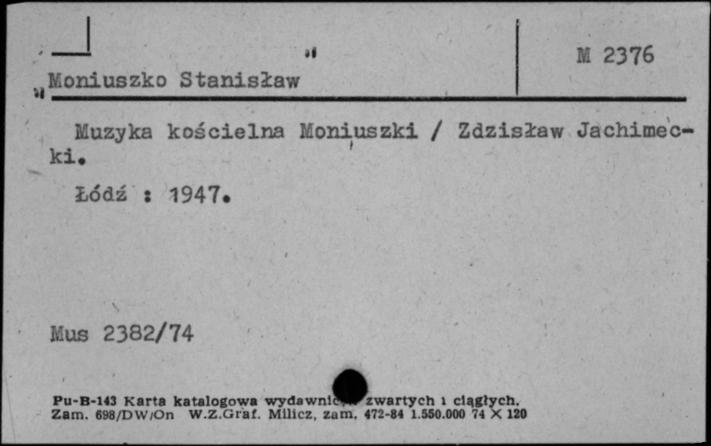 M 2376
„Moniuszko Stanisław"
Muzyka kościelna Moniuszki / Zdzisław Jachimec-
ki.
Łódź : 1947.
Mus 2382/74
Pu-B-143 Karta katalogowa wydawnictw zwartych i ciągłych.
Zam. 698/DW/On W.Z.Graf. Milicz, zam. 472-84 1.550.000 74 X 120